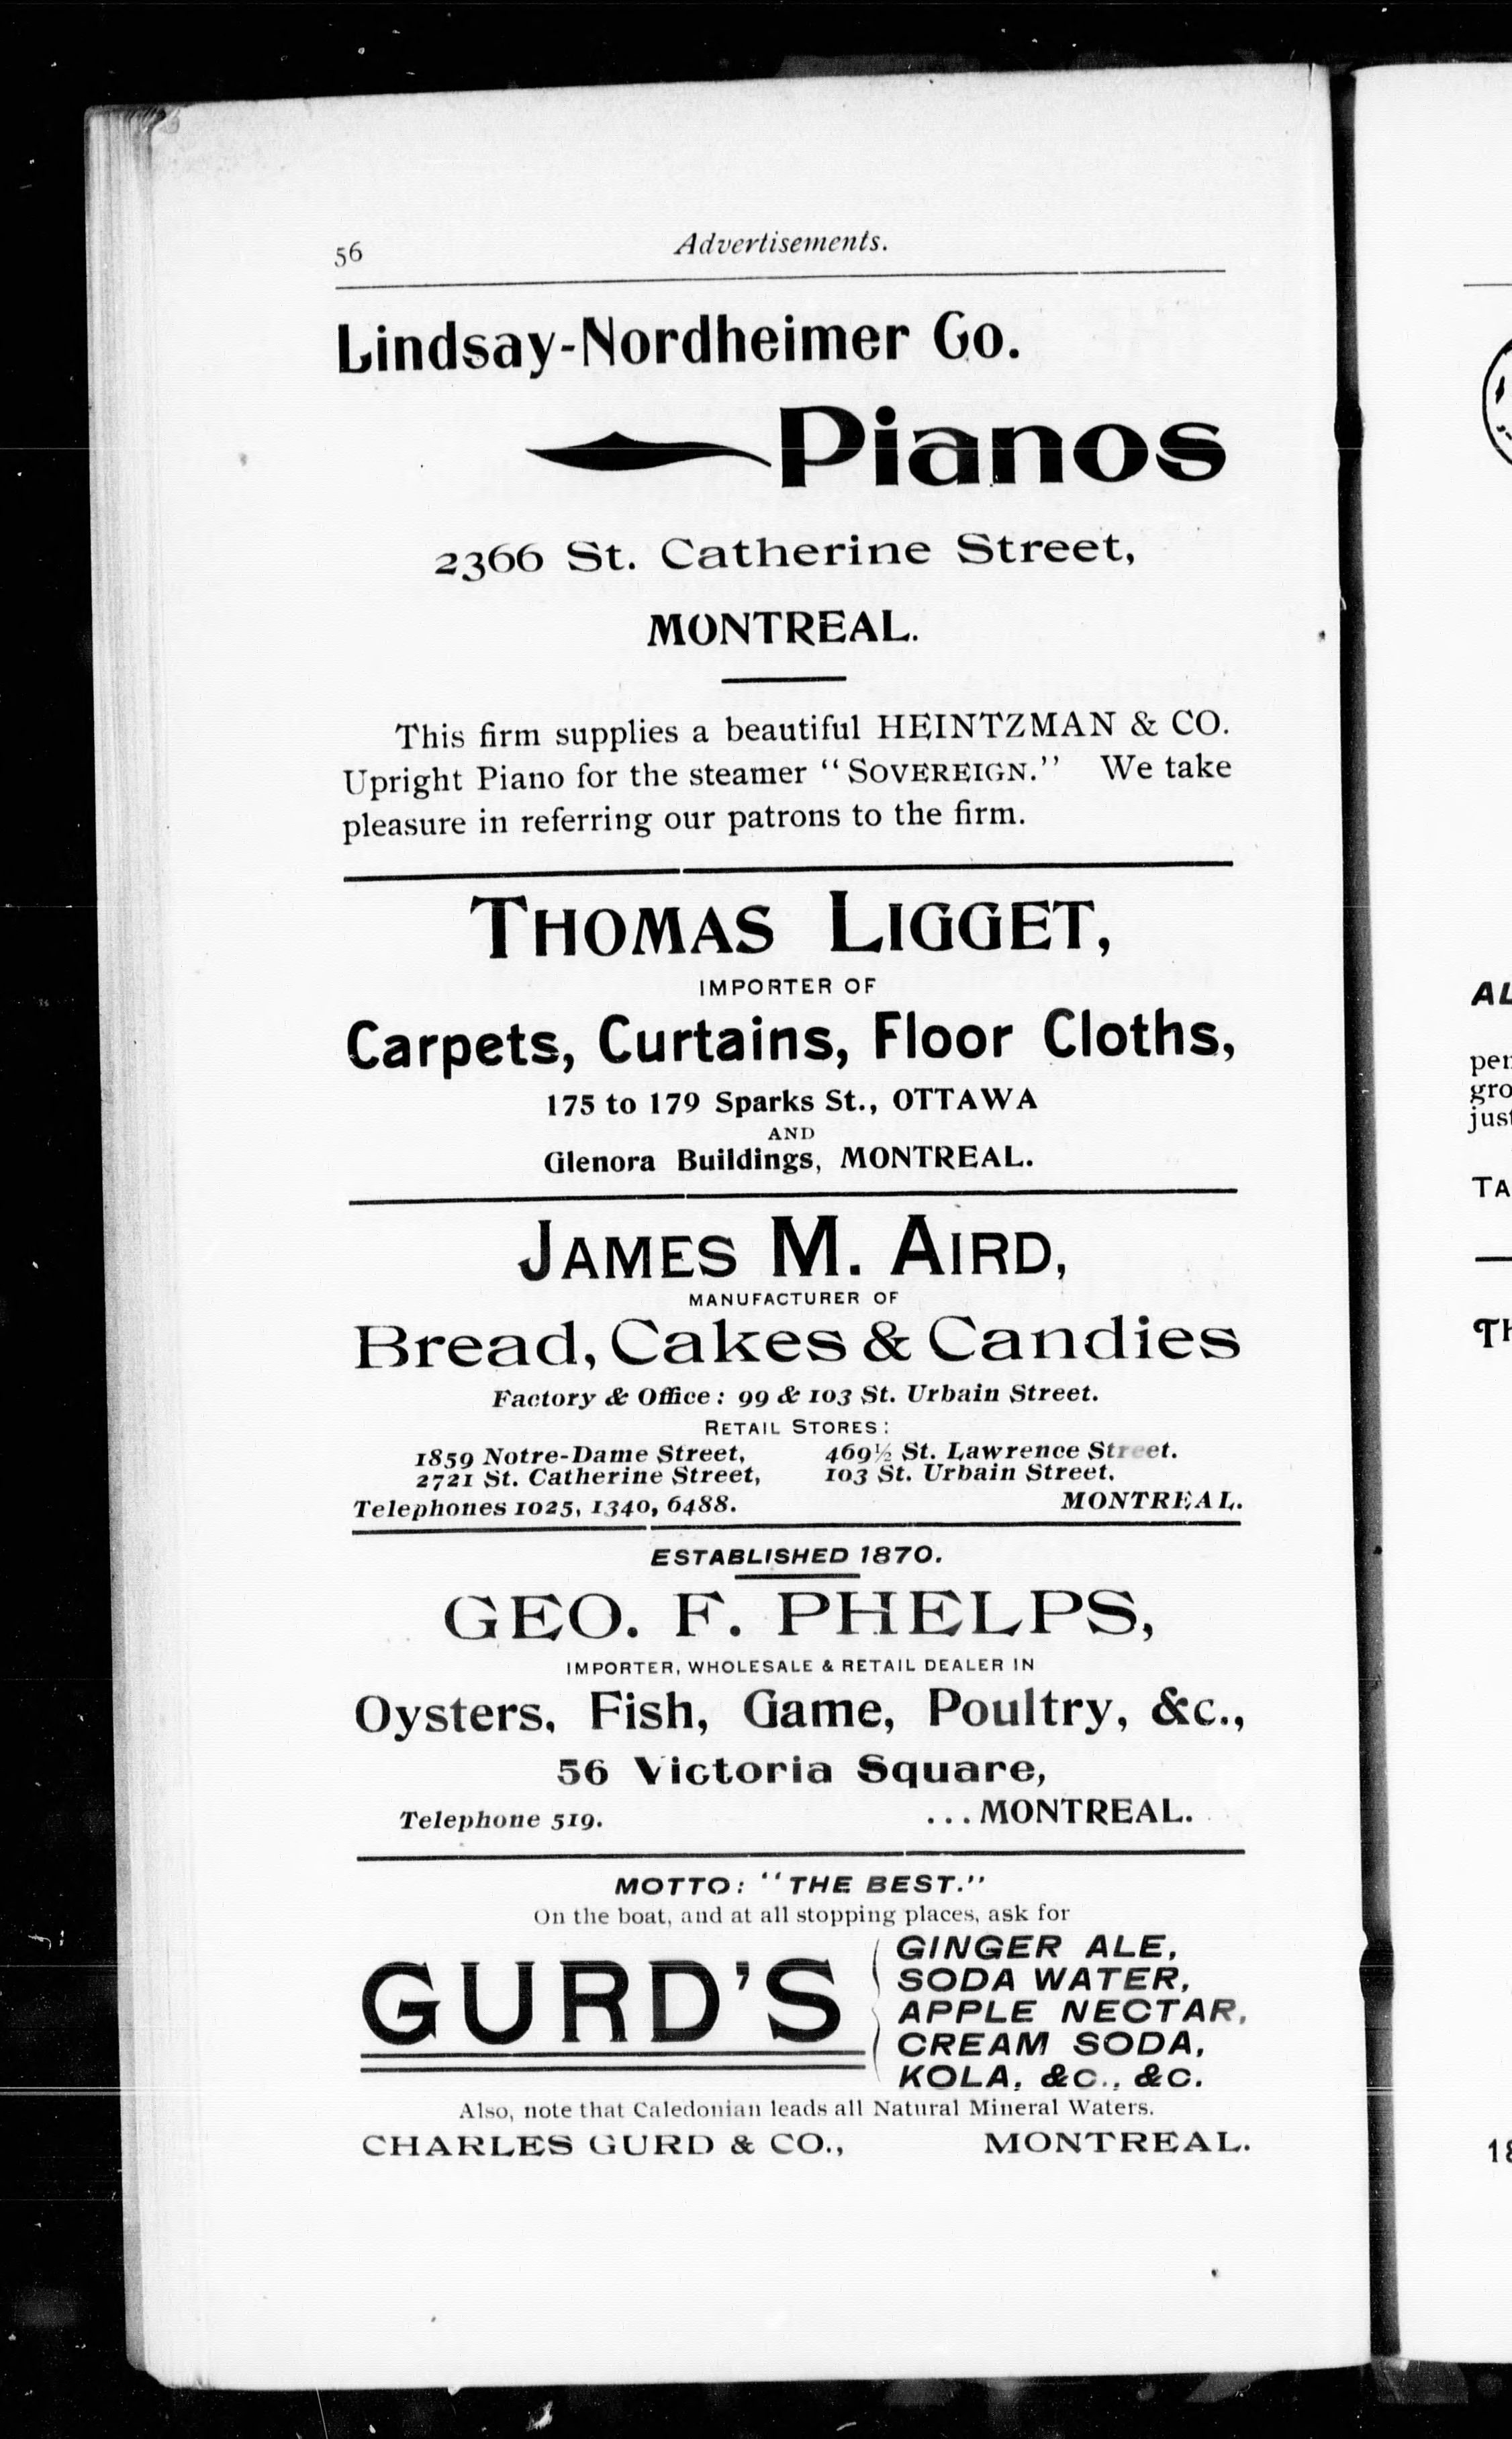 56
Advertisements.
Lindsay-Nordheimer Co.
Pianos
2366 St. Catherine Street,
MONTREAL.
This firm supplies a beautiful HEINTZMAN & CO.
Upright Piano for the steamer "SOVEREIGN." We take
pleasure in referring our patrons to the firm.
THOMAS LIGGET,
IMPORTER OF
Carpets, Curtains, Floor Cloths,
175 to 179 Sparks St., OTTAWA
AND
Glenora Buildings, MONTREAL.
JAMES M. AIRD,
MANUFACTURER OF
Bread, Cakes & Candies
Factory & Office: 99 & 103 St. Urbain Street.
RETAIL STORES:
1859 Notre-Dame Street, 469½ St. Lawrence Street.
2721 St. Catherine Street, 103 St. Urbain Street.
Telephones 1025, 1340, 6488. MONTREAL.
ESTABLISHED 1870.
GEO. F. PHELPS,
IMPORTER, WHOLESALE & RETAIL DEALER IN
Oysters, Fish, Game, Poultry, &c.,
56 Victoria Square,
Telephone 519. ...MONTREAL.
MOTTO: "THE BEST."
On the boat, and at all stopping places, ask for
GURD'S
GINGER ALE,
SODA WATER,
APPLE NECTAR,
CREAM SODA,
KOLA, &c., &c.
Also, note that Caledonian leads all Natural Mineral Waters.
CHARLES GURD & CO., MONTREAL.